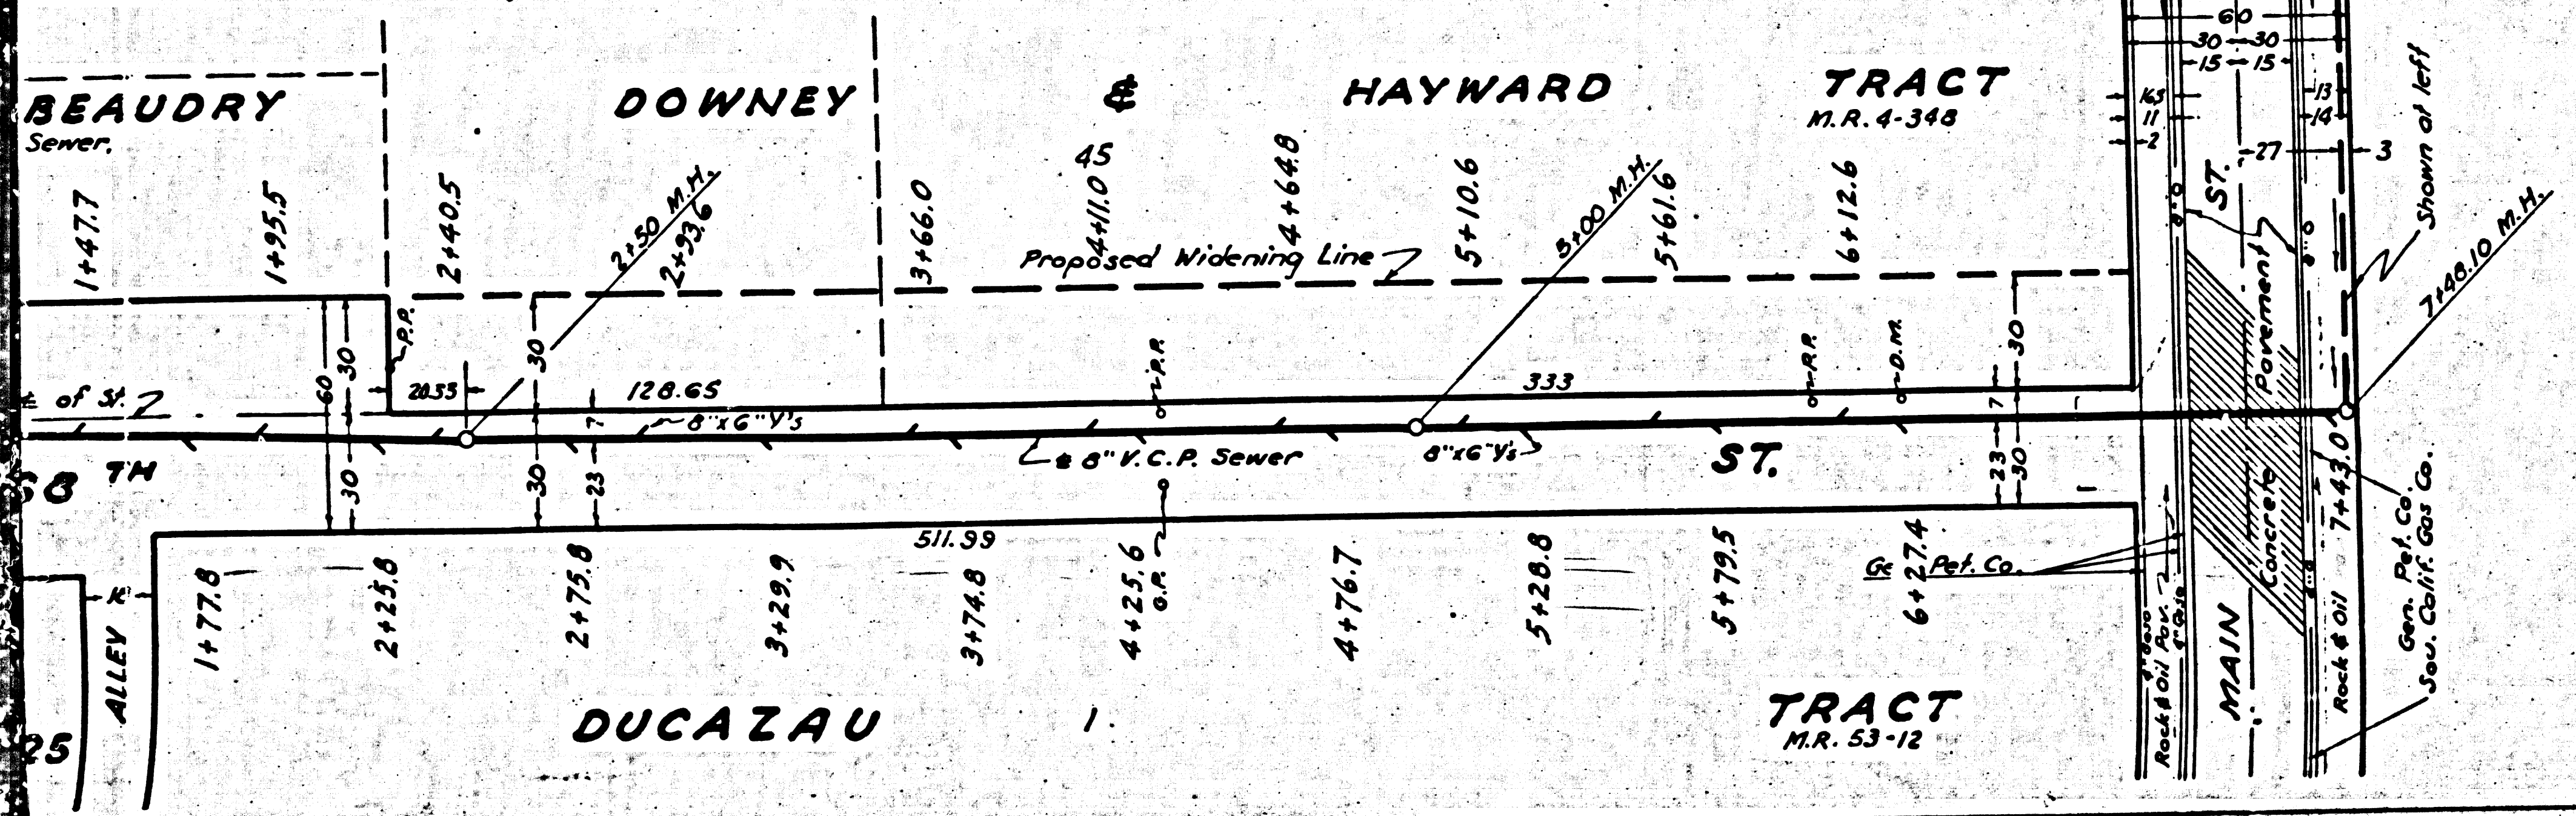 BEAUDRY DOWNEY & HAYWARD TRACT
M.R. 4-348
Sewer.
45
1+47.7
1+95.5
2+40.5
2+50 M.H.
2+93.6
3+66.0
4+11.0
4+64.8
5+10.6
5+00 M.H.
5+61.6
6+12.6
Proposed Widening Line
P.P.
60
30
30
30
30
20.35
128.65
23
7
P.P.
333
P.P.
D.M.
7
30
23
30
℄ of St.
8"x6"Y's
8" V.C.P. Sewer
8"x6"Y's
TH
ST.
511.99
1+77.8
2+25.8
2+75.8
3+29.9
3+74.8
4+25.6
G.P.
4+76.7
5+28.8
5+79.5
6+27.4
Pet. Co.
ALLEY
25
DUCAZAU
1.
TRACT
M.R. 53-12
60
30 30
15 15
16.5
11
2
13
14
27
3
ST.
MAIN
Concrete Pavement
Rock & Oil Pav.
Rock & Oil
7+43.0
Shown at left
7+48.10 M.H.
Gen. Pet. Co.
Sou. Calif. Gas Co.